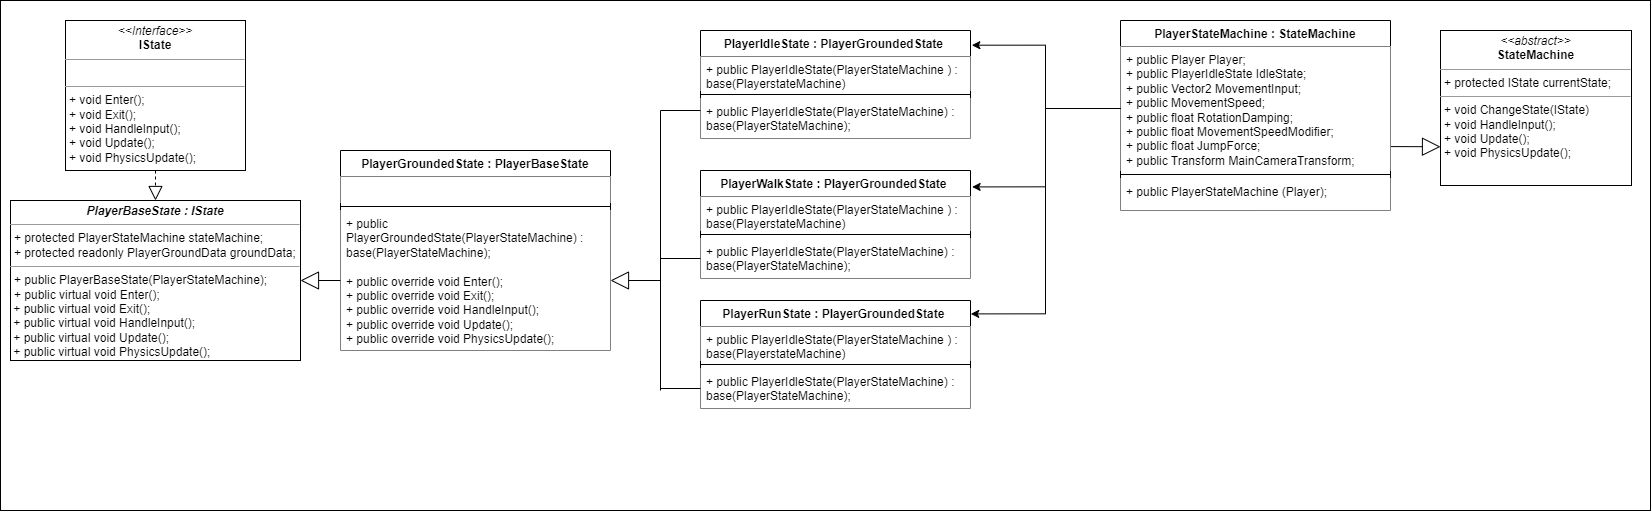 <<Interface>>
IState
+ void Enter();
+ void Exit();
+ void HandleInput();
+ void Update();
+ void PhysicsUpdate();
PlayerBaseState : IState
+ protected PlayerStateMachine stateMachine;
+ protected readonly PlayerGroundData groundData;
+ public PlayerBaseState(PlayerStateMachine);
+ public virtual void Enter();
+ public virtual void Exit();
+ public virtual void HandleInput();
+ public virtual void Update();
+ public virtual void PhysicsUpdate();
PlayerGroundedState : PlayerBaseState
+ public
PlayerGroundedState(PlayerStateMachine) :
base(PlayerStateMachine);
+ public override void Enter();
+ public override void Exit();
+ public override void HandleInput();
+ public override void Update();
+ public override void PhysicsUpdate();
PlayerIdleState : PlayerGroundedState
+ public PlayerIdleState(PlayerStateMachine ) :
base(PlayerstateMachine)
+ public PlayerIdleState(PlayerStateMachine) :
base(PlayerStateMachine);
PlayerWalkState : PlayerGroundedState
+ public PlayerIdleState(PlayerStateMachine ) :
base(PlayerstateMachine)
+ public PlayerIdleState(PlayerStateMachine) :
base(PlayerStateMachine);
PlayerRunState : PlayerGroundedState
+ public PlayerIdleState(PlayerStateMachine ) :
base(PlayerstateMachine)
+ public PlayerIdleState(PlayerStateMachine) :
base(PlayerStateMachine);
PlayerStateMachine : StateMachine
+ public Player Player;
+ public PlayerIdleState IdleState;
+ public Vector2 MovementInput;
+ public MovementSpeed;
+ public float RotationDamping;
+ public float MovementSpeedModifier;
+ public float JumpForce;
+ public Transform MainCameraTransform;
+ public PlayerStateMachine (Player);
<<abstract>>
StateMachine
+ protected IState currentState;
+ void ChangeState(IState)
+ void HandleInput();
+ void Update();
+ void PhysicsUpdate();